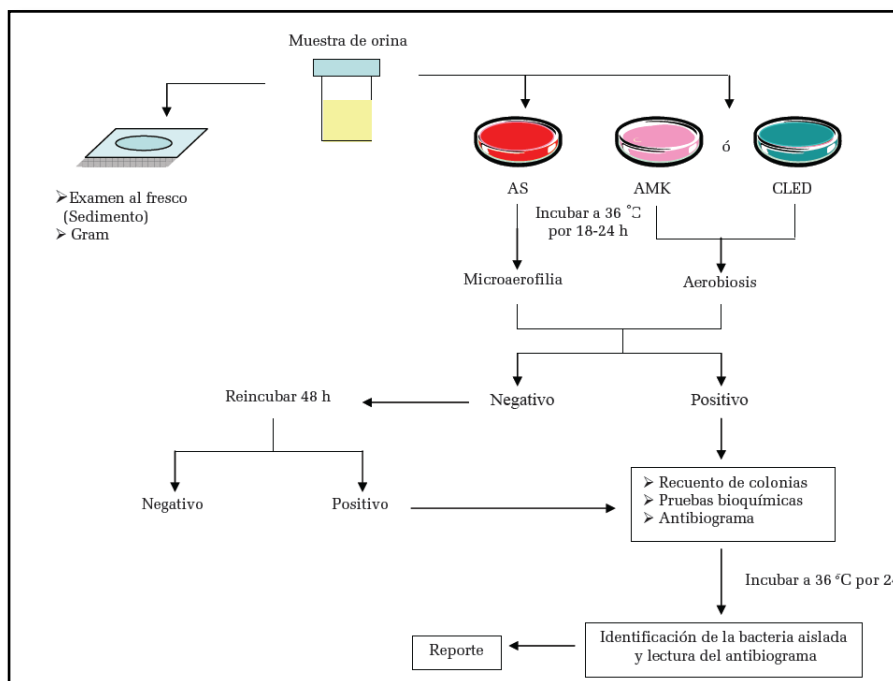 Muestra de orina
➢Examen al fresco
(Sedimento)
➢ Gram
AS
AMK
ó
CLED
Incubar a 36 °C
por 18-24 h
Microaerofilia
Aerobiosis
Negativo
Positivo
Reincubar 48 h
Negativo
Positivo
➢ Recuento de colonias
➢ Pruebas bioquímicas
➢ Antibiograma
Incubar a 36 °C por 2
Identificación de la bacteria aislada
y lectura del antibiograma
Reporte